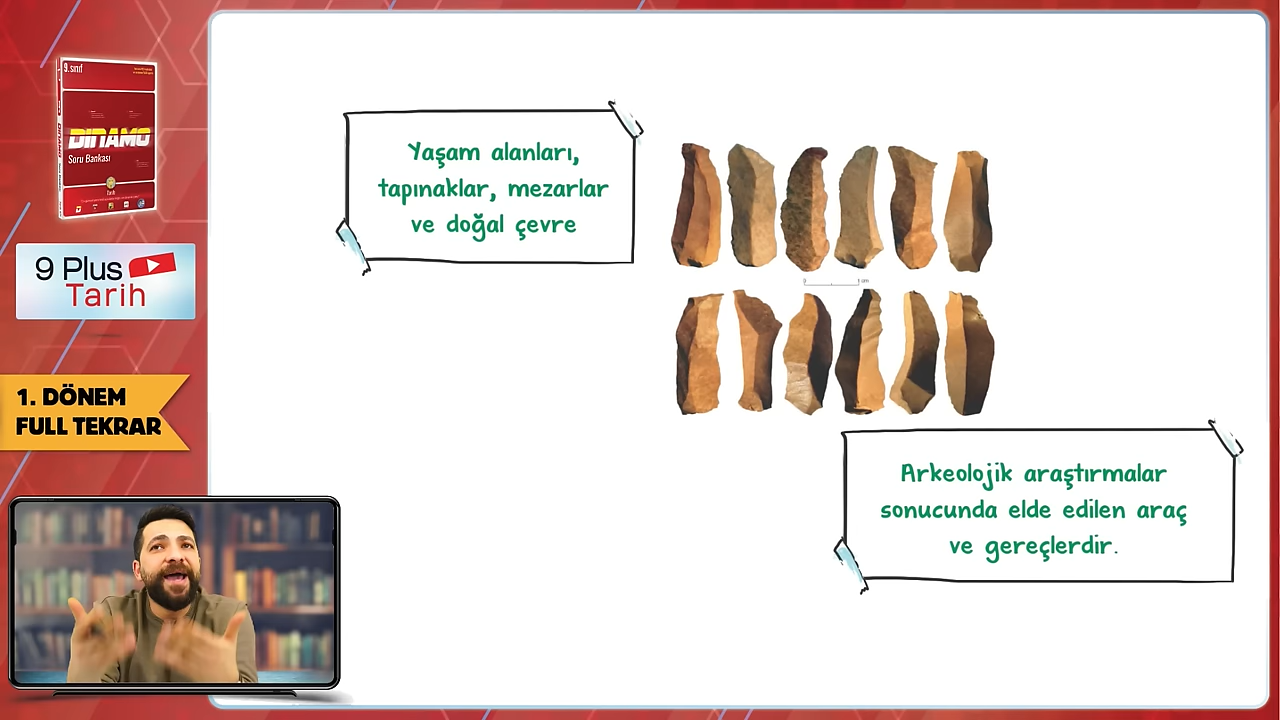 9. sınıf
DİNAMO
Soru Bankası
Tarih
9 Plus
Tarih
1. DÖNEM
FULL TEKRAR
Yaşam alanları,
tapınaklar, mezarlar
ve doğal çevre
Arkeolojik araştırmalar
sonucunda elde edilen araç
ve gereçlerdir.